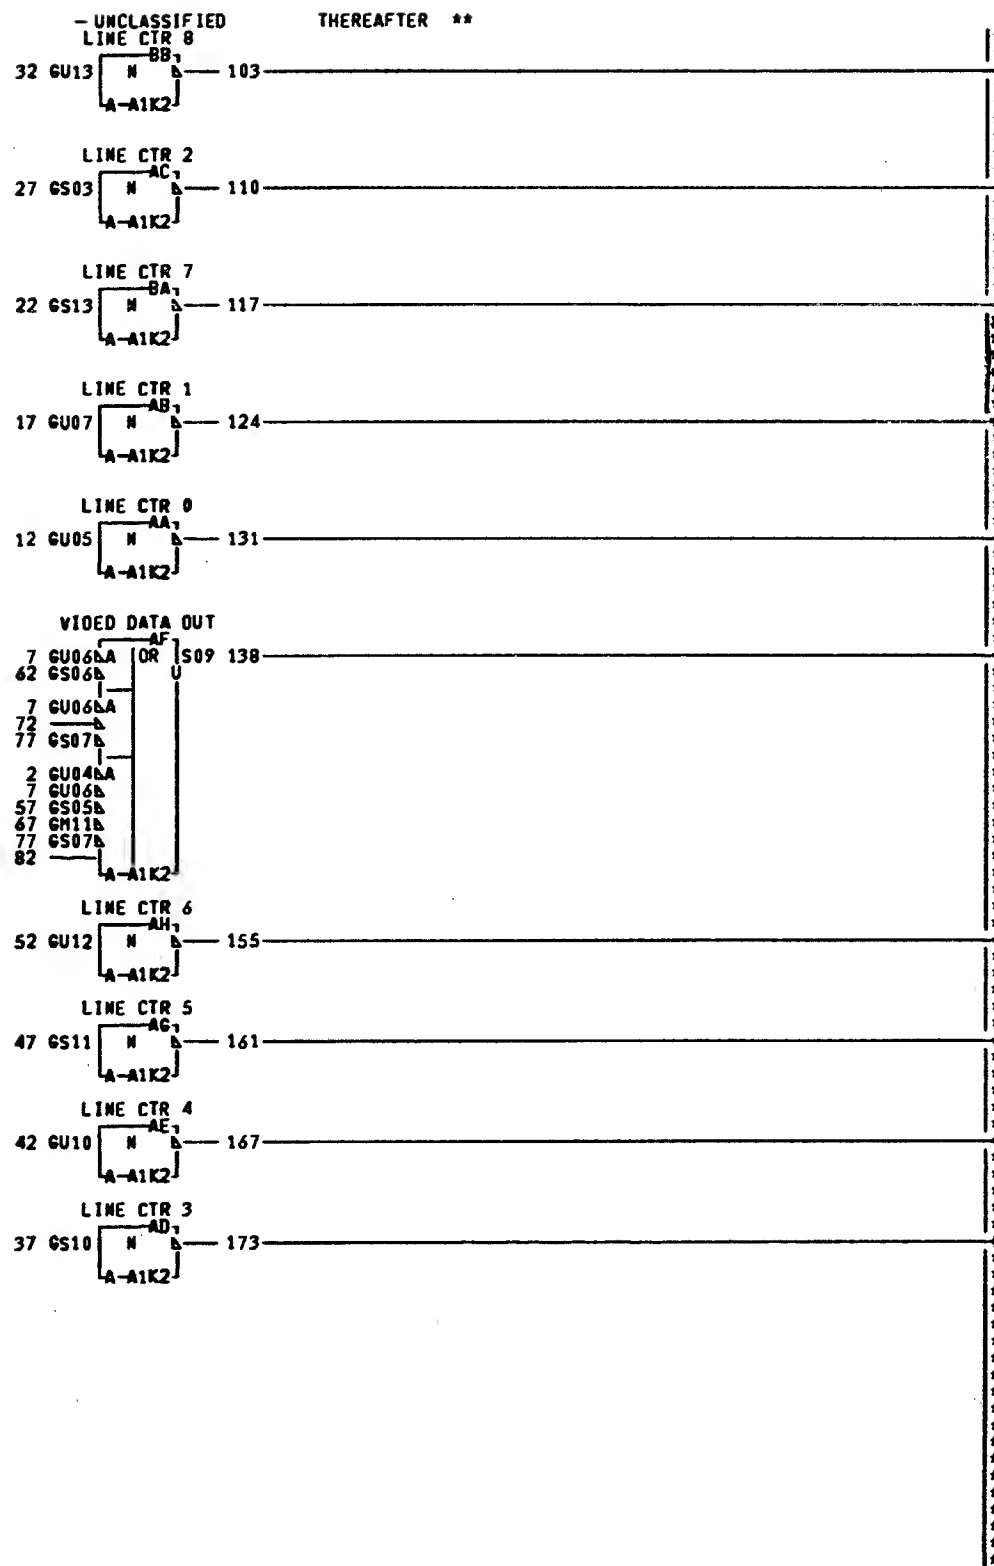 - UNCLASSIFIED THEREAFTER **
LINE CTR 8
BB
32 GU13 N 103
A-A1K2
LINE CTR 2
AC
27 GS03 N 110
A-A1K2
LINE CTR 7
BA
22 GS13 N 117
A-A1K2
LINE CTR 1
AB
17 GU07 N 124
A-A1K2
LINE CTR 0
AA
12 GU05 N 131
A-A1K2
VIDED DATA OUT
AF
7 GU06 A OR S09 138
62 GS06 U
7 GU06 A
72
77 GS07
2 GU04 A
7 GU06
57 GS05
67 GM11
77 GS07
82
A-A1K2
LINE CTR 6
AH
52 GU12 N 155
A-A1K2
LINE CTR 5
AG
47 GS11 N 161
A-A1K2
LINE CTR 4
AE
42 GU10 N 167
A-A1K2
LINE CTR 3
AD
37 GS10 N 173
A-A1K2